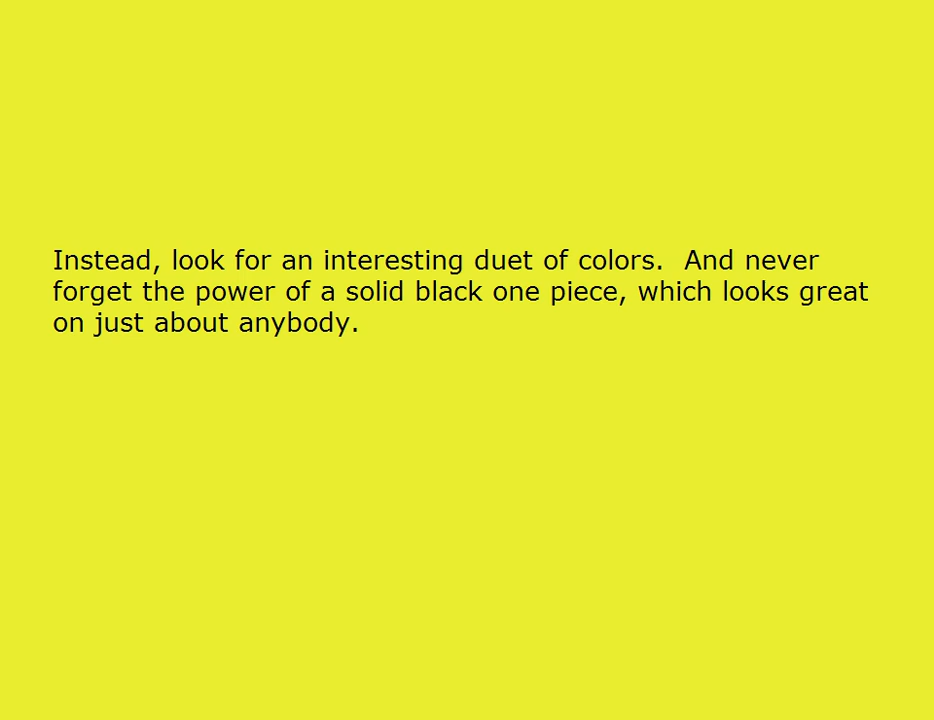 Instead, look for an interesting duet of colors.  And never
forget the power of a solid black one piece, which looks great
on just about anybody.